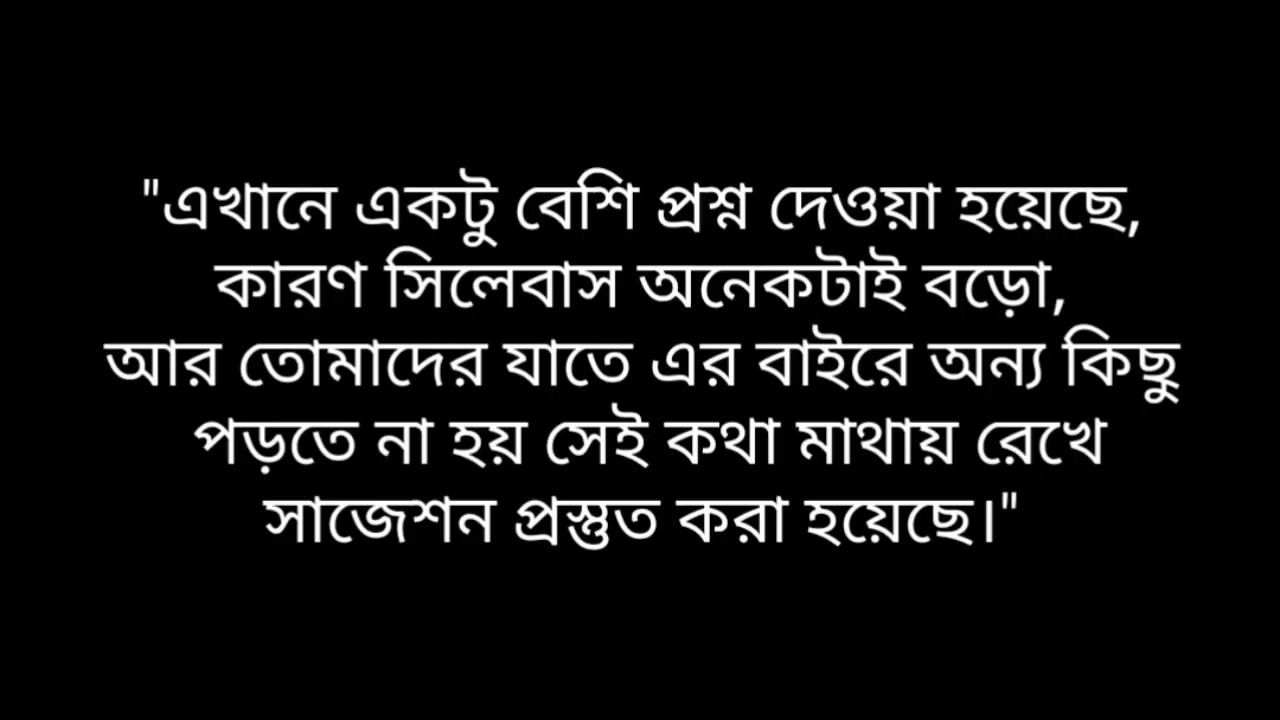 "এখানে একটু বেশি প্রশ্ন দেওয়া হয়েছে,
কারণ সিলেবাস অনেকটাই বড়ো,
আর তোমাদের যাতে এর বাইরে অন্য কিছু
পড়তে না হয় সেই কথা মাথায় রেখে
সাজেশন প্রস্তুত করা হয়েছে।"